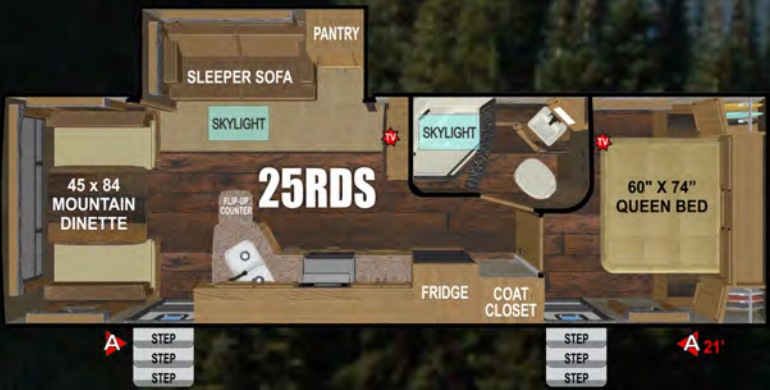 PANTRY
SLEEPER SOFA
SKYLIGHT
TV
SKYLIGHT
TV
45 x 84
MOUNTAIN
DINETTE
25RDS
FLIP-UP
COUNTER
60" X 74”
QUEEN BED
FRIDGE
COAT
CLOSET
A
STEP
STEP
STEP
STEP
STEP
STEP
A 21'